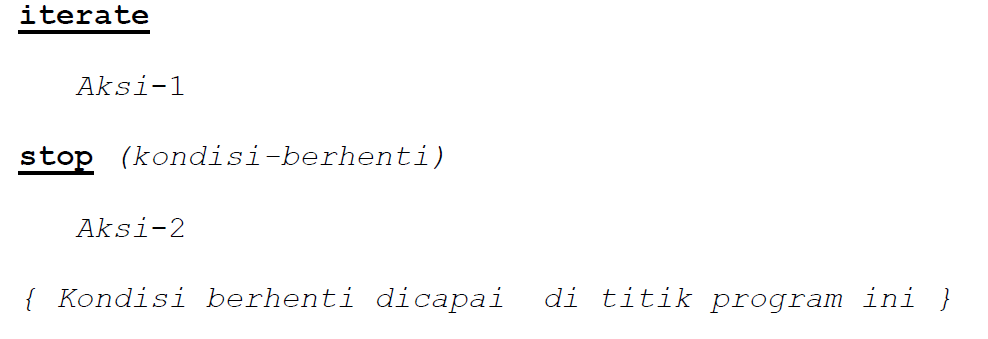 iterate
Aksi-1
stop (kondisi-berhenti)
Aksi-2
{ Kondisi berhenti dicapai di titik program ini }